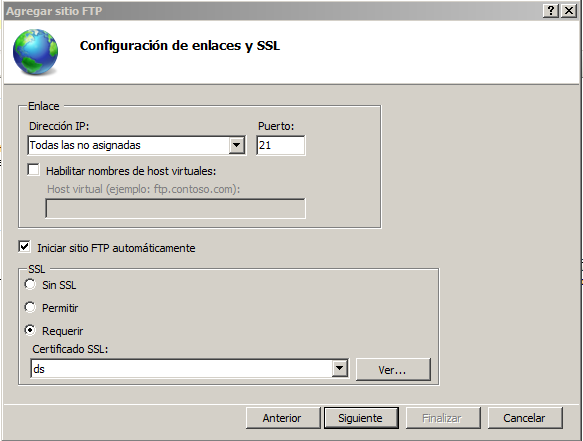 Agregar sitio FTP
Configuración de enlaces y SSL
Enlace
Dirección IP: Puerto:
Todas las no asignadas 21
Habilitar nombres de host virtuales:
Host virtual (ejemplo: ftp.contoso.com):
Iniciar sitio FTP automáticamente
SSL
Sin SSL
Permitir
Requerir
Certificado SSL:
ds Ver...
Anterior Siguiente Finalizar Cancelar